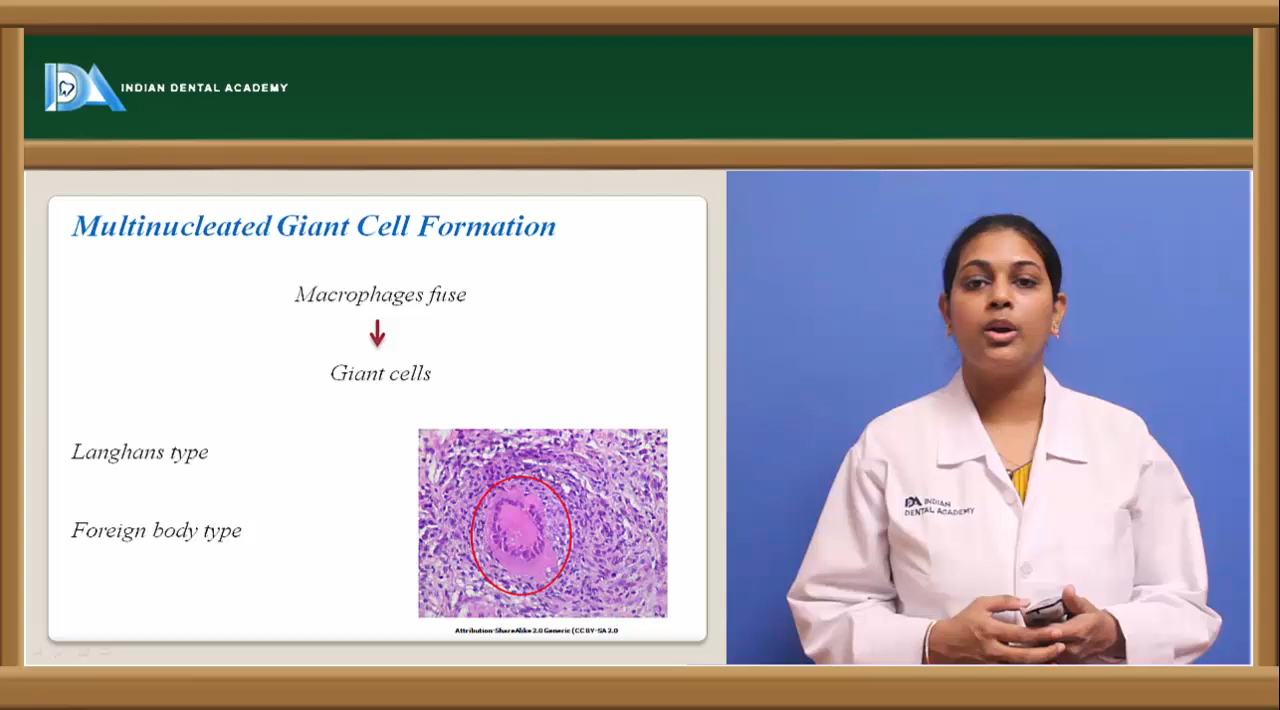 INDIAN DENTAL ACADEMY
Multinucleated Giant Cell Formation
Macrophages fuse
Giant cells
Langhans type
Foreign body type
Attribution-ShareAlike 2.0 Generic (CC BY-SA 2.0
DA INDIAN
DENTAL ACADEMY